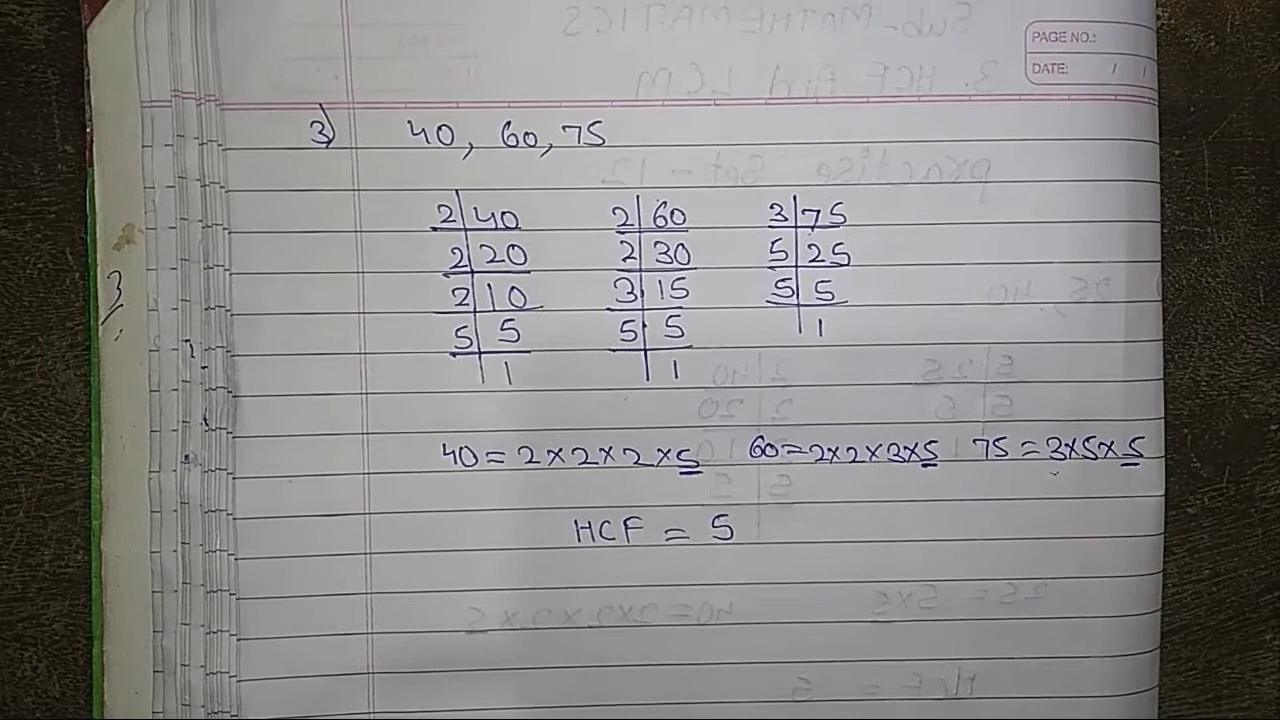 PAGE NO.:
DATE: / /
3) 40, 60, 75
2 40 2 60 3 75
2 20 2 30 5 25
2 10 3 15 5 5
5 5 5 5 1
1 1
40 = 2 × 2 × 2 × 5 60 = 2 × 2 × 3 × 5 75 = 3 × 5 × 5
HCF = 5
3